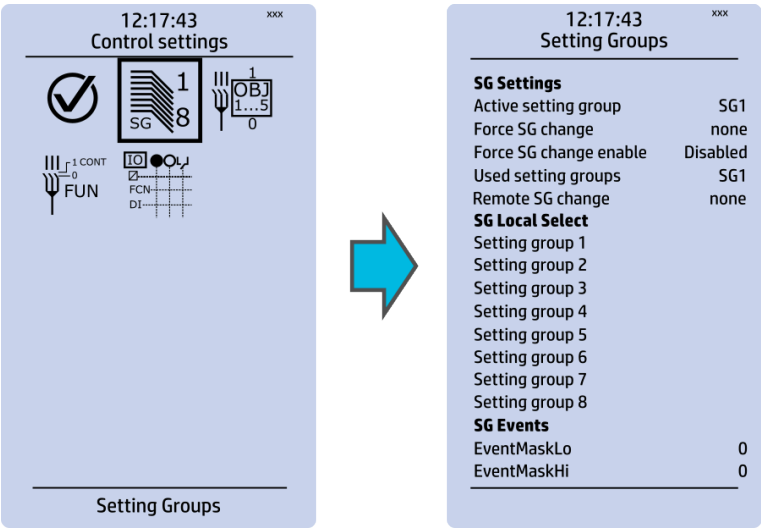 12:17:43 xxx
Control settings
1
SG 8
1
OBJ
1...5
0
1 CONT
0
FUN
IO
FCN
DI
Setting Groups
12:17:43 xxx
Setting Groups
SG Settings
Active setting group SG1
Force SG change none
Force SG change enable Disabled
Used setting groups SG1
Remote SG change none
SG Local Select
Setting group 1
Setting group 2
Setting group 3
Setting group 4
Setting group 5
Setting group 6
Setting group 7
Setting group 8
SG Events
EventMaskLo 0
EventMaskHi 0